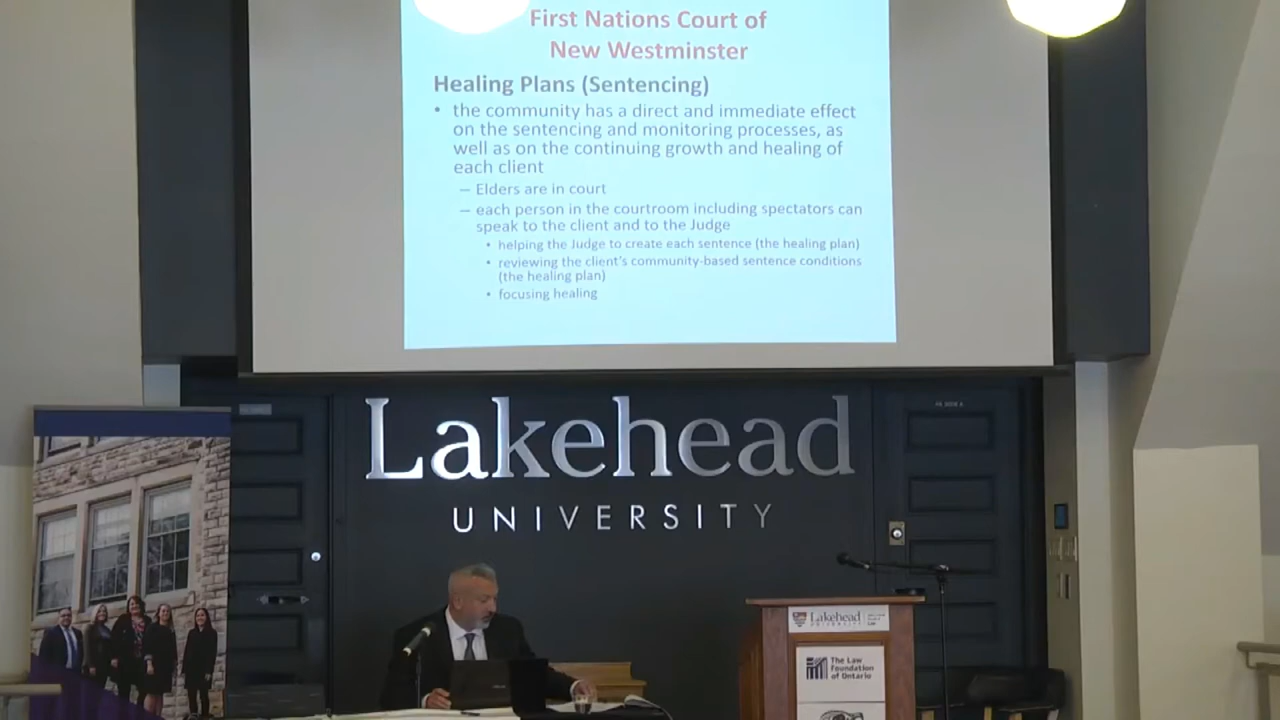 First Nations Court of
New Westminster
Healing Plans (Sentencing)
• the community has a direct and immediate effect
on the sentencing and monitoring processes, as
well as on the continuing growth and healing of
each client
– Elders are in court
– each person in the courtroom including spectators can
speak to the client and to the Judge
• helping the Judge to create each sentence (the healing plan)
• reviewing the client's community-based sentence conditions
(the healing plan)
• focusing healing
Lakehead
UNIVERSITY
Lakehead
UNIVERSITY
The Law
Foundation
of Ontario